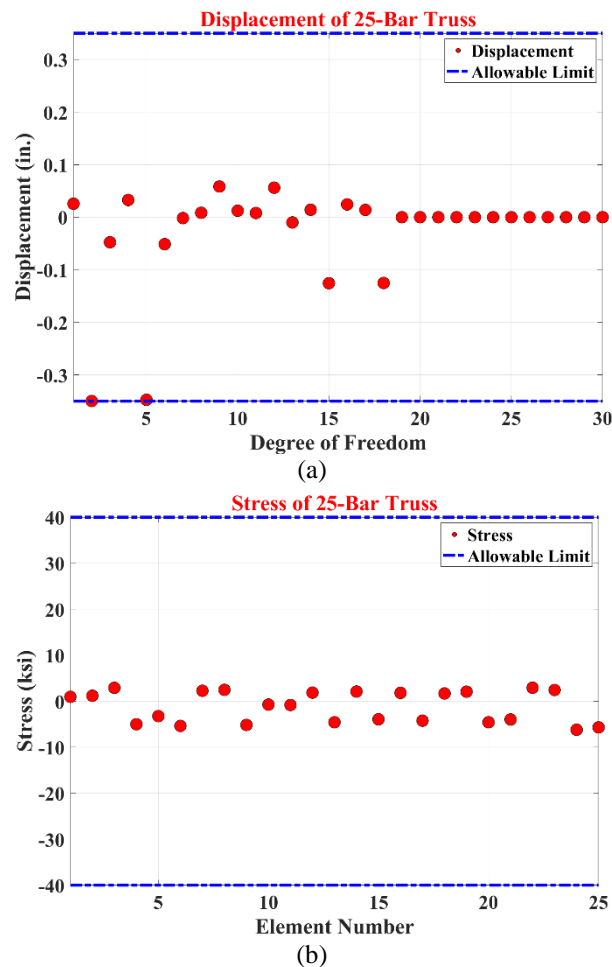 Displacement of 25-Bar Truss
Displacement
Allowable Limit
0.3
0.2
0.1
0
-0.1
-0.2
-0.3
Displacement (in.)
5
10
15
20
25
30
Degree of Freedom
(a)
Stress of 25-Bar Truss
Stress
Allowable Limit
40
30
20
10
0
-10
-20
-30
-40
Stress (ksi)
5
10
15
20
25
Element Number
(b)